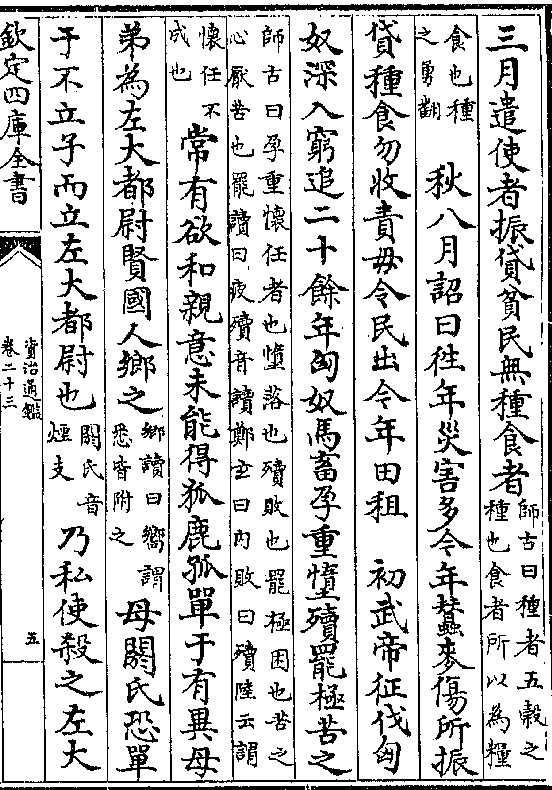 三月遣使者振貸貧民無種食者師古曰種者五穀之種也食者所以為糧
食也種之勇翻 秋八月詔曰往年災害多今年蠶麥傷所振
貸種食勿收責毋令民出今年田租 初武帝征伐匈
奴深入窮追二十餘年匈奴馬畜孕重墮殰罷極苦之
師古曰孕重懷任者也墮落也殰敗也罷極困也苦之心厭苦也罷讀曰疲殰音讀鄭玄曰内敗曰殰陸云謂
懷任不成也 常有欲和親意未能得狐鹿孤單于有異母
弟為左大都尉賢國人鄉之鄉讀曰嚮謂悉皆附之母閼氏恐單
于不立子而立左大都尉也閼氏音煙支 乃私使殺之左大
欽定四庫全書
資治通鑑
卷二十三
五